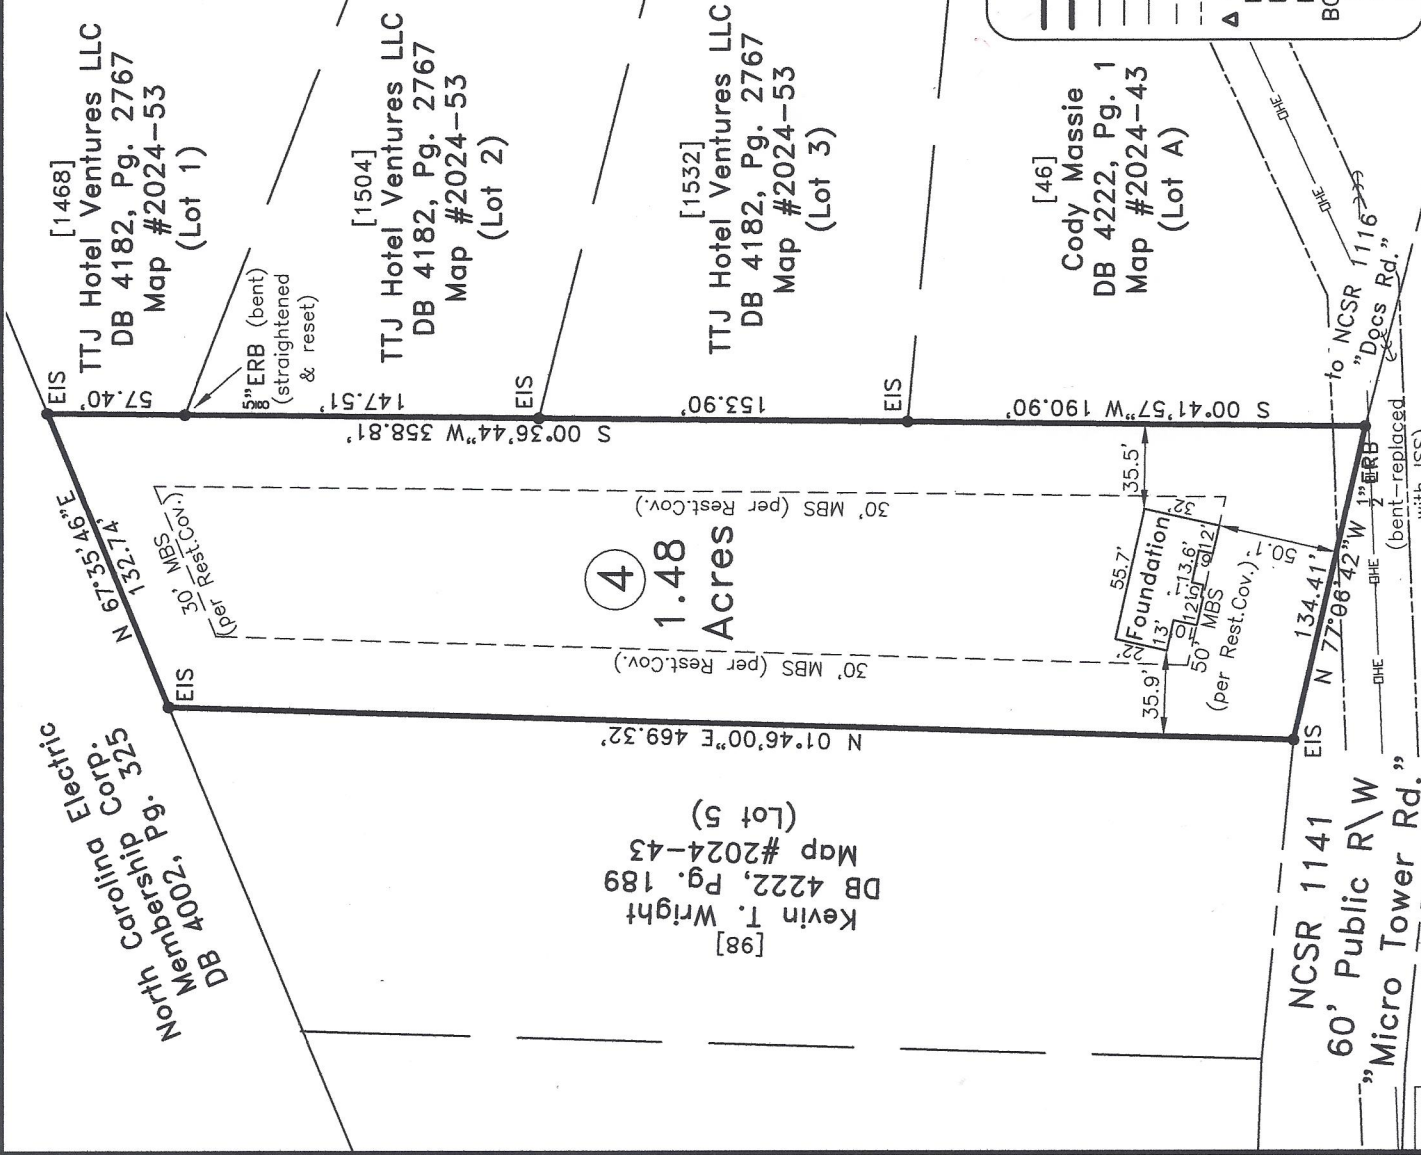 [1468]
TTJ Hotel Ventures LLC
DB 4182, Pg. 2767
Map #2024-53
(Lot 1)
[1504]
TTJ Hotel Ventures LLC
DB 4182, Pg. 2767
Map #2024-53
(Lot 2)
[1532]
TTJ Hotel Ventures LLC
DB 4182, Pg. 2767
Map #2024-53
(Lot 3)
[46]
Cody Massie
DB 4222, Pg. 1
Map #2024-43
(Lot A)
EIS
57.40'
5/8" ERB (bent)
(straightened
& reset)
147.51'
EIS
S 00°36'44"W 358.81'
153.90'
EIS
S 00°41'57"W 190.90'
N 67°35'46"E
132.74'
30' MBS
(per Rest.Cov.)
30' MBS (per Rest.Cov.)
4
1.48
Acres
30' MBS (per Rest.Cov.)
EIS
35.5'
55.7'
Foundation
32'
12'
13.6'
12'
13'
35.9'
50' MBS
(per Rest.Cov.)
50.1'
134.41'
N 77°06'42"W
1/2" ERB
(bent-replaced
EIS
N 01°46'00"E 469.32'
North Carolina Electric
Membership Corp.
DB 4002, Pg. 325
[98]
Kevin T. Wright
DB 4222, Pg. 189
Map #2024-43
(Lot 5)
OHE
OHE
OHE
OHE
to NCSR 1116
"Docs Rd."
NCSR 1141
60' Public R\W
"Micro Tower Rd."